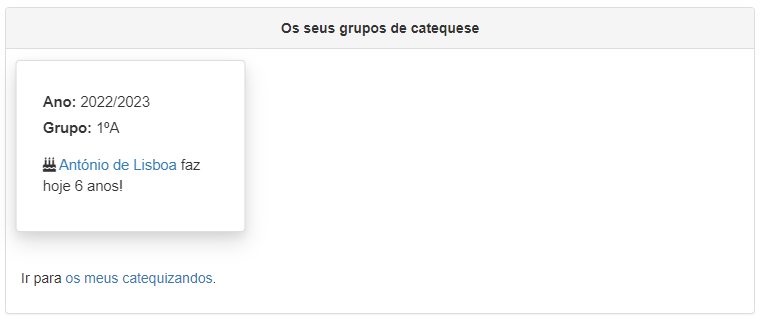 Os seus grupos de catequese
Ano: 2022/2023
Grupo: 1ºA
António de Lisboa faz
hoje 6 anos!
Ir para os meus catequizandos.